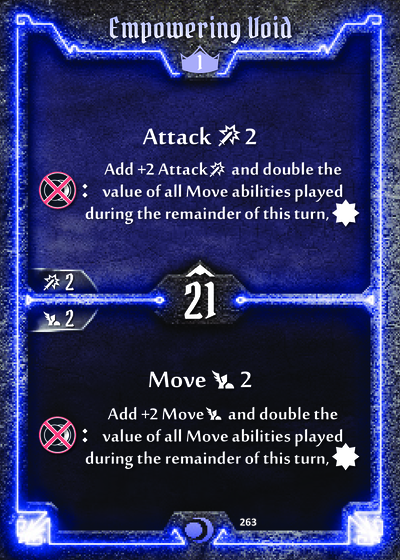 Empowering Void
1
Attack 2
: Add +2 Attack and double the
value of all Move abilities played
during the remainder of this turn,
2
21
2
Move 2
: Add +2 Move and double the
value of all Move abilities played
during the remainder of this turn,
263